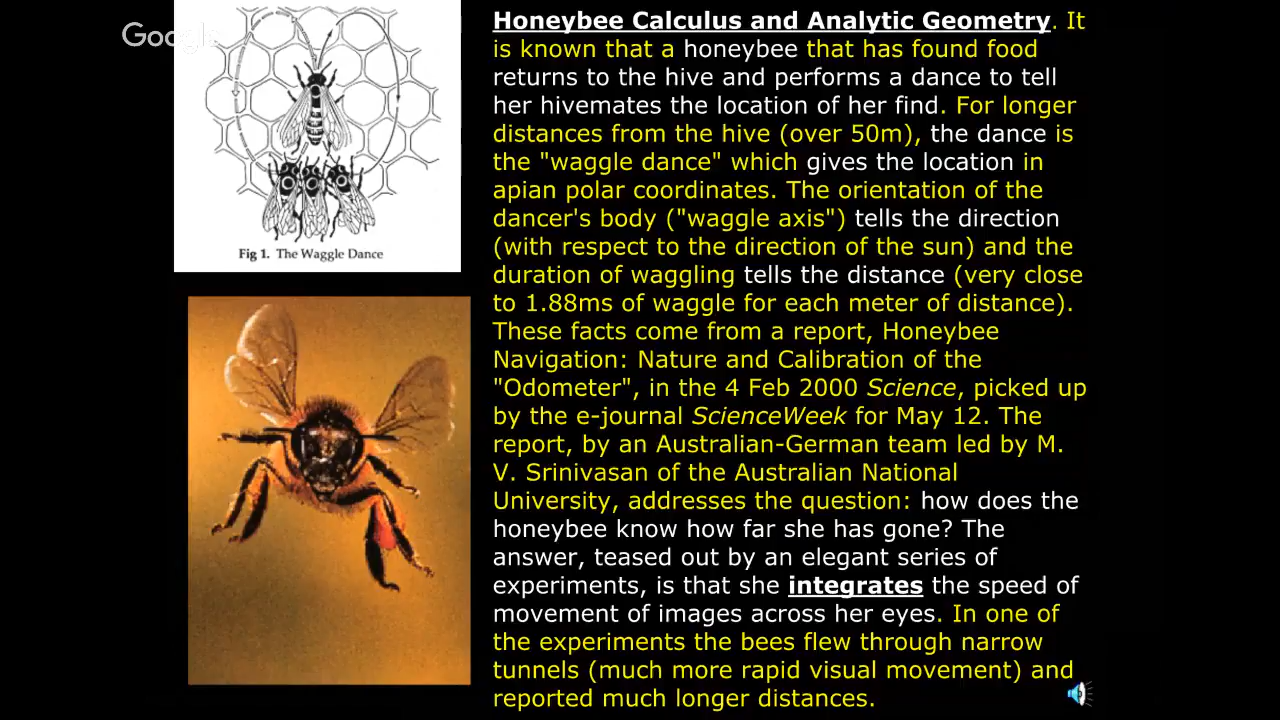 Google
Fig 1. The Waggle Dance
Honeybee Calculus and Analytic Geometry. It
is known that a honeybee that has found food
returns to the hive and performs a dance to tell
her hivemates the location of her find. For longer
distances from the hive (over 50m), the dance is
the "waggle dance" which gives the location in
apian polar coordinates. The orientation of the
dancer's body ("waggle axis") tells the direction
(with respect to the direction of the sun) and the
duration of waggling tells the distance (very close
to 1.88ms of waggle for each meter of distance).
These facts come from a report, Honeybee
Navigation: Nature and Calibration of the
"Odometer", in the 4 Feb 2000 Science, picked up
by the e-journal ScienceWeek for May 12. The
report, by an Australian-German team led by M.
V. Srinivasan of the Australian National
University, addresses the question: how does the
honeybee know how far she has gone? The
answer, teased out by an elegant series of
experiments, is that she integrates the speed of
movement of images across her eyes. In one of
the experiments the bees flew through narrow
tunnels (much more rapid visual movement) and
reported much longer distances.